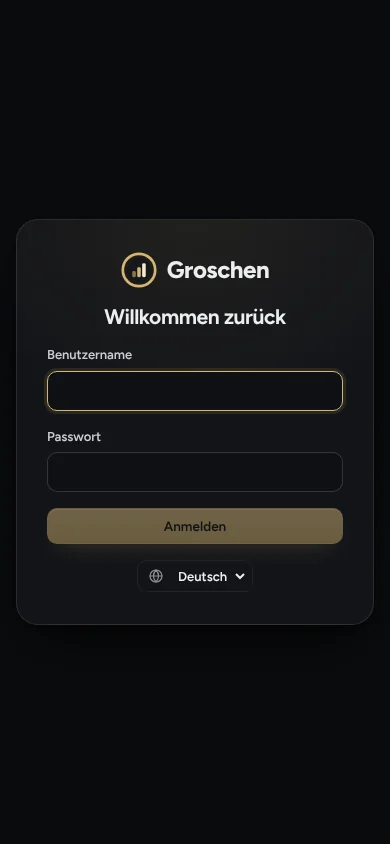 Groschen
Willkommen zurück
Benutzername
Passwort
Anmelden
Deutsch